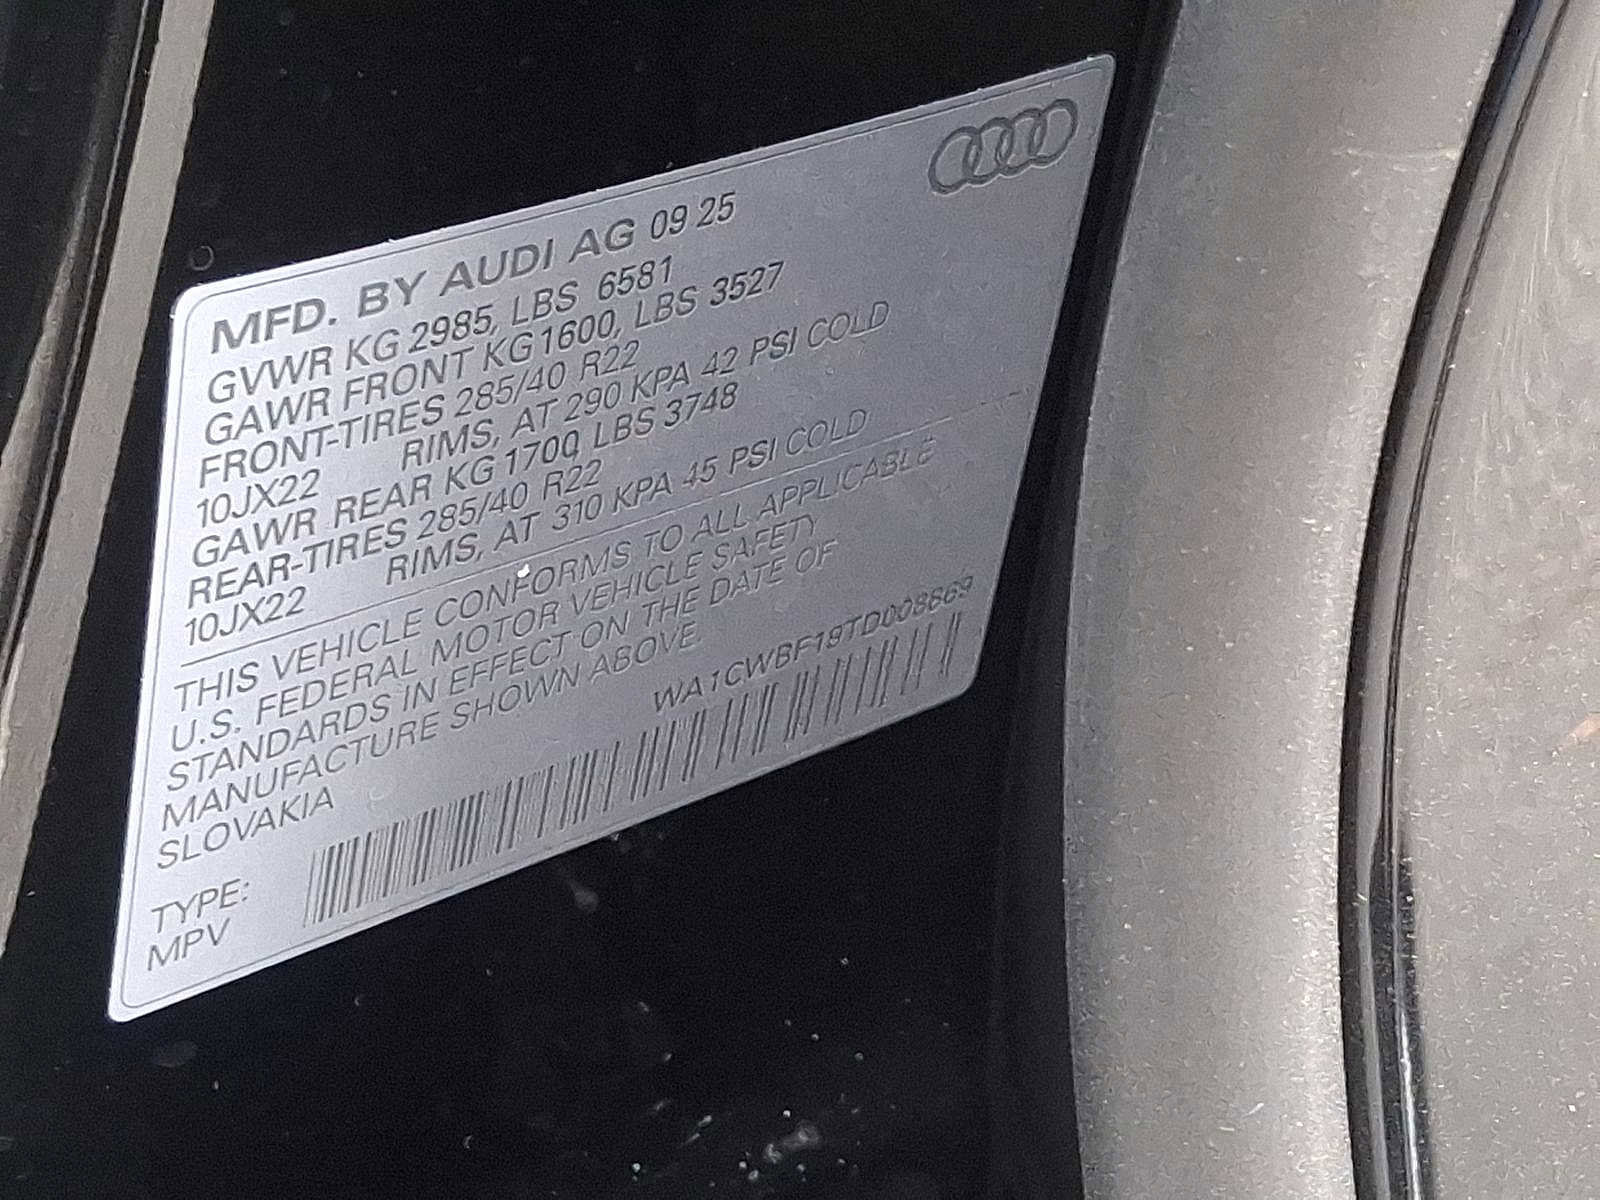 MFD. BY AUDI AG 09 25
GVWR KG 2985, LBS 6581
GAWR FRONT KG1600, LBS 3527
FRONT-TIRES 285/40 R22
10JX22 RIMS, AT 290 KPA 42 PSI COLD
GAWR REAR KG 1700, LBS 3748
REAR-TIRES 285/40 R22
10JX22 RIMS, AT 310 KPA 45 PSI COLD
THIS VEHICLE CONFORMS TO ALL APPLICABLE
U.S. FEDERAL MOTOR VEHICLE SAFETY
STANDARDS IN EFFECT ON THE DATE OF
MANUFACTURE SHOWN ABOVE.
SLOVAKIA
WA1CWBF19TD008869
TYPE:
MPV